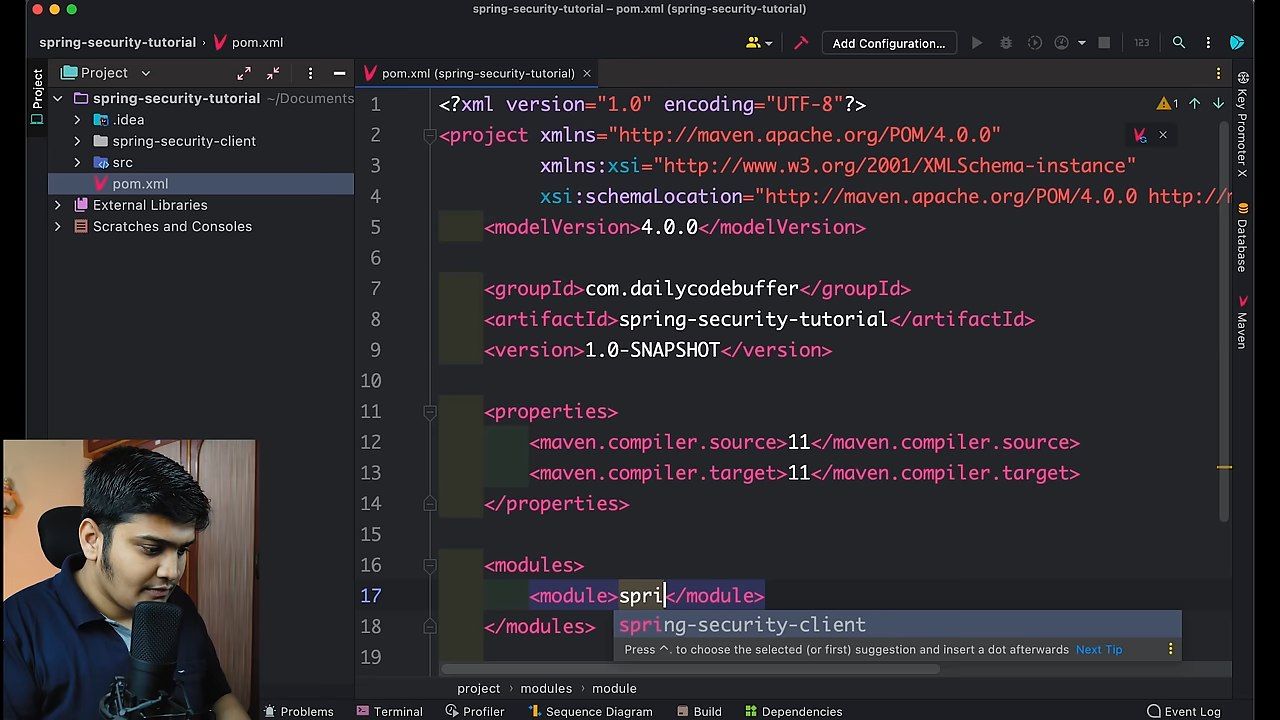 spring-security-tutorial – pom.xml (spring-security-tutorial)
spring-security-tutorial › pom.xml
Add Configuration...
123
Project
pom.xml (spring-security-tutorial)
Project
spring-security-tutorial ~/Documents
.idea
spring-security-client
src
pom.xml
External Libraries
Scratches and Consoles
1 <?xml version="1.0" encoding="UTF-8"?>
2 <project xmlns="http://maven.apache.org/POM/4.0.0"
3 xmlns:xsi="http://www.w3.org/2001/XMLSchema-instance"
4 xsi:schemaLocation="http://maven.apache.org/POM/4.0.0 http://
5 <modelVersion>4.0.0</modelVersion>
6
7 <groupId>com.dailycodebuffer</groupId>
8 <artifactId>spring-security-tutorial</artifactId>
9 <version>1.0-SNAPSHOT</version>
10
11 <properties>
12 <maven.compiler.source>11</maven.compiler.source>
13 <maven.compiler.target>11</maven.compiler.target>
14 </properties>
15
16 <modules>
17 <module>spri</module>
18 </modules>
19
spring-security-client
Press ^. to choose the selected (or first) suggestion and insert a dot afterwards Next Tip
1
Key Promoter X
Database
Maven
project › modules › module
Problems
Terminal
Profiler
Sequence Diagram
Build
Dependencies
Event Log